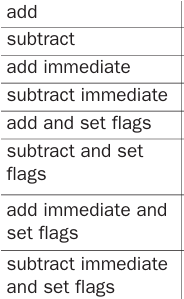 add
subtract
add immediate
subtract immediate
add and set flags
subtract and set
flags
add immediate and
set flags
subtract immediate
and set flags